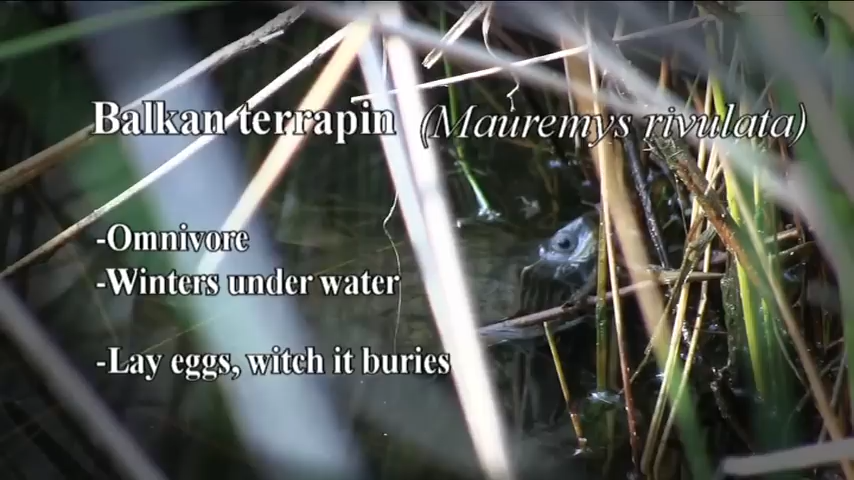 Balkan terrapin (Mauremys rivulata)
-Omnivore
-Winters under water
-Lay eggs, witch it buries